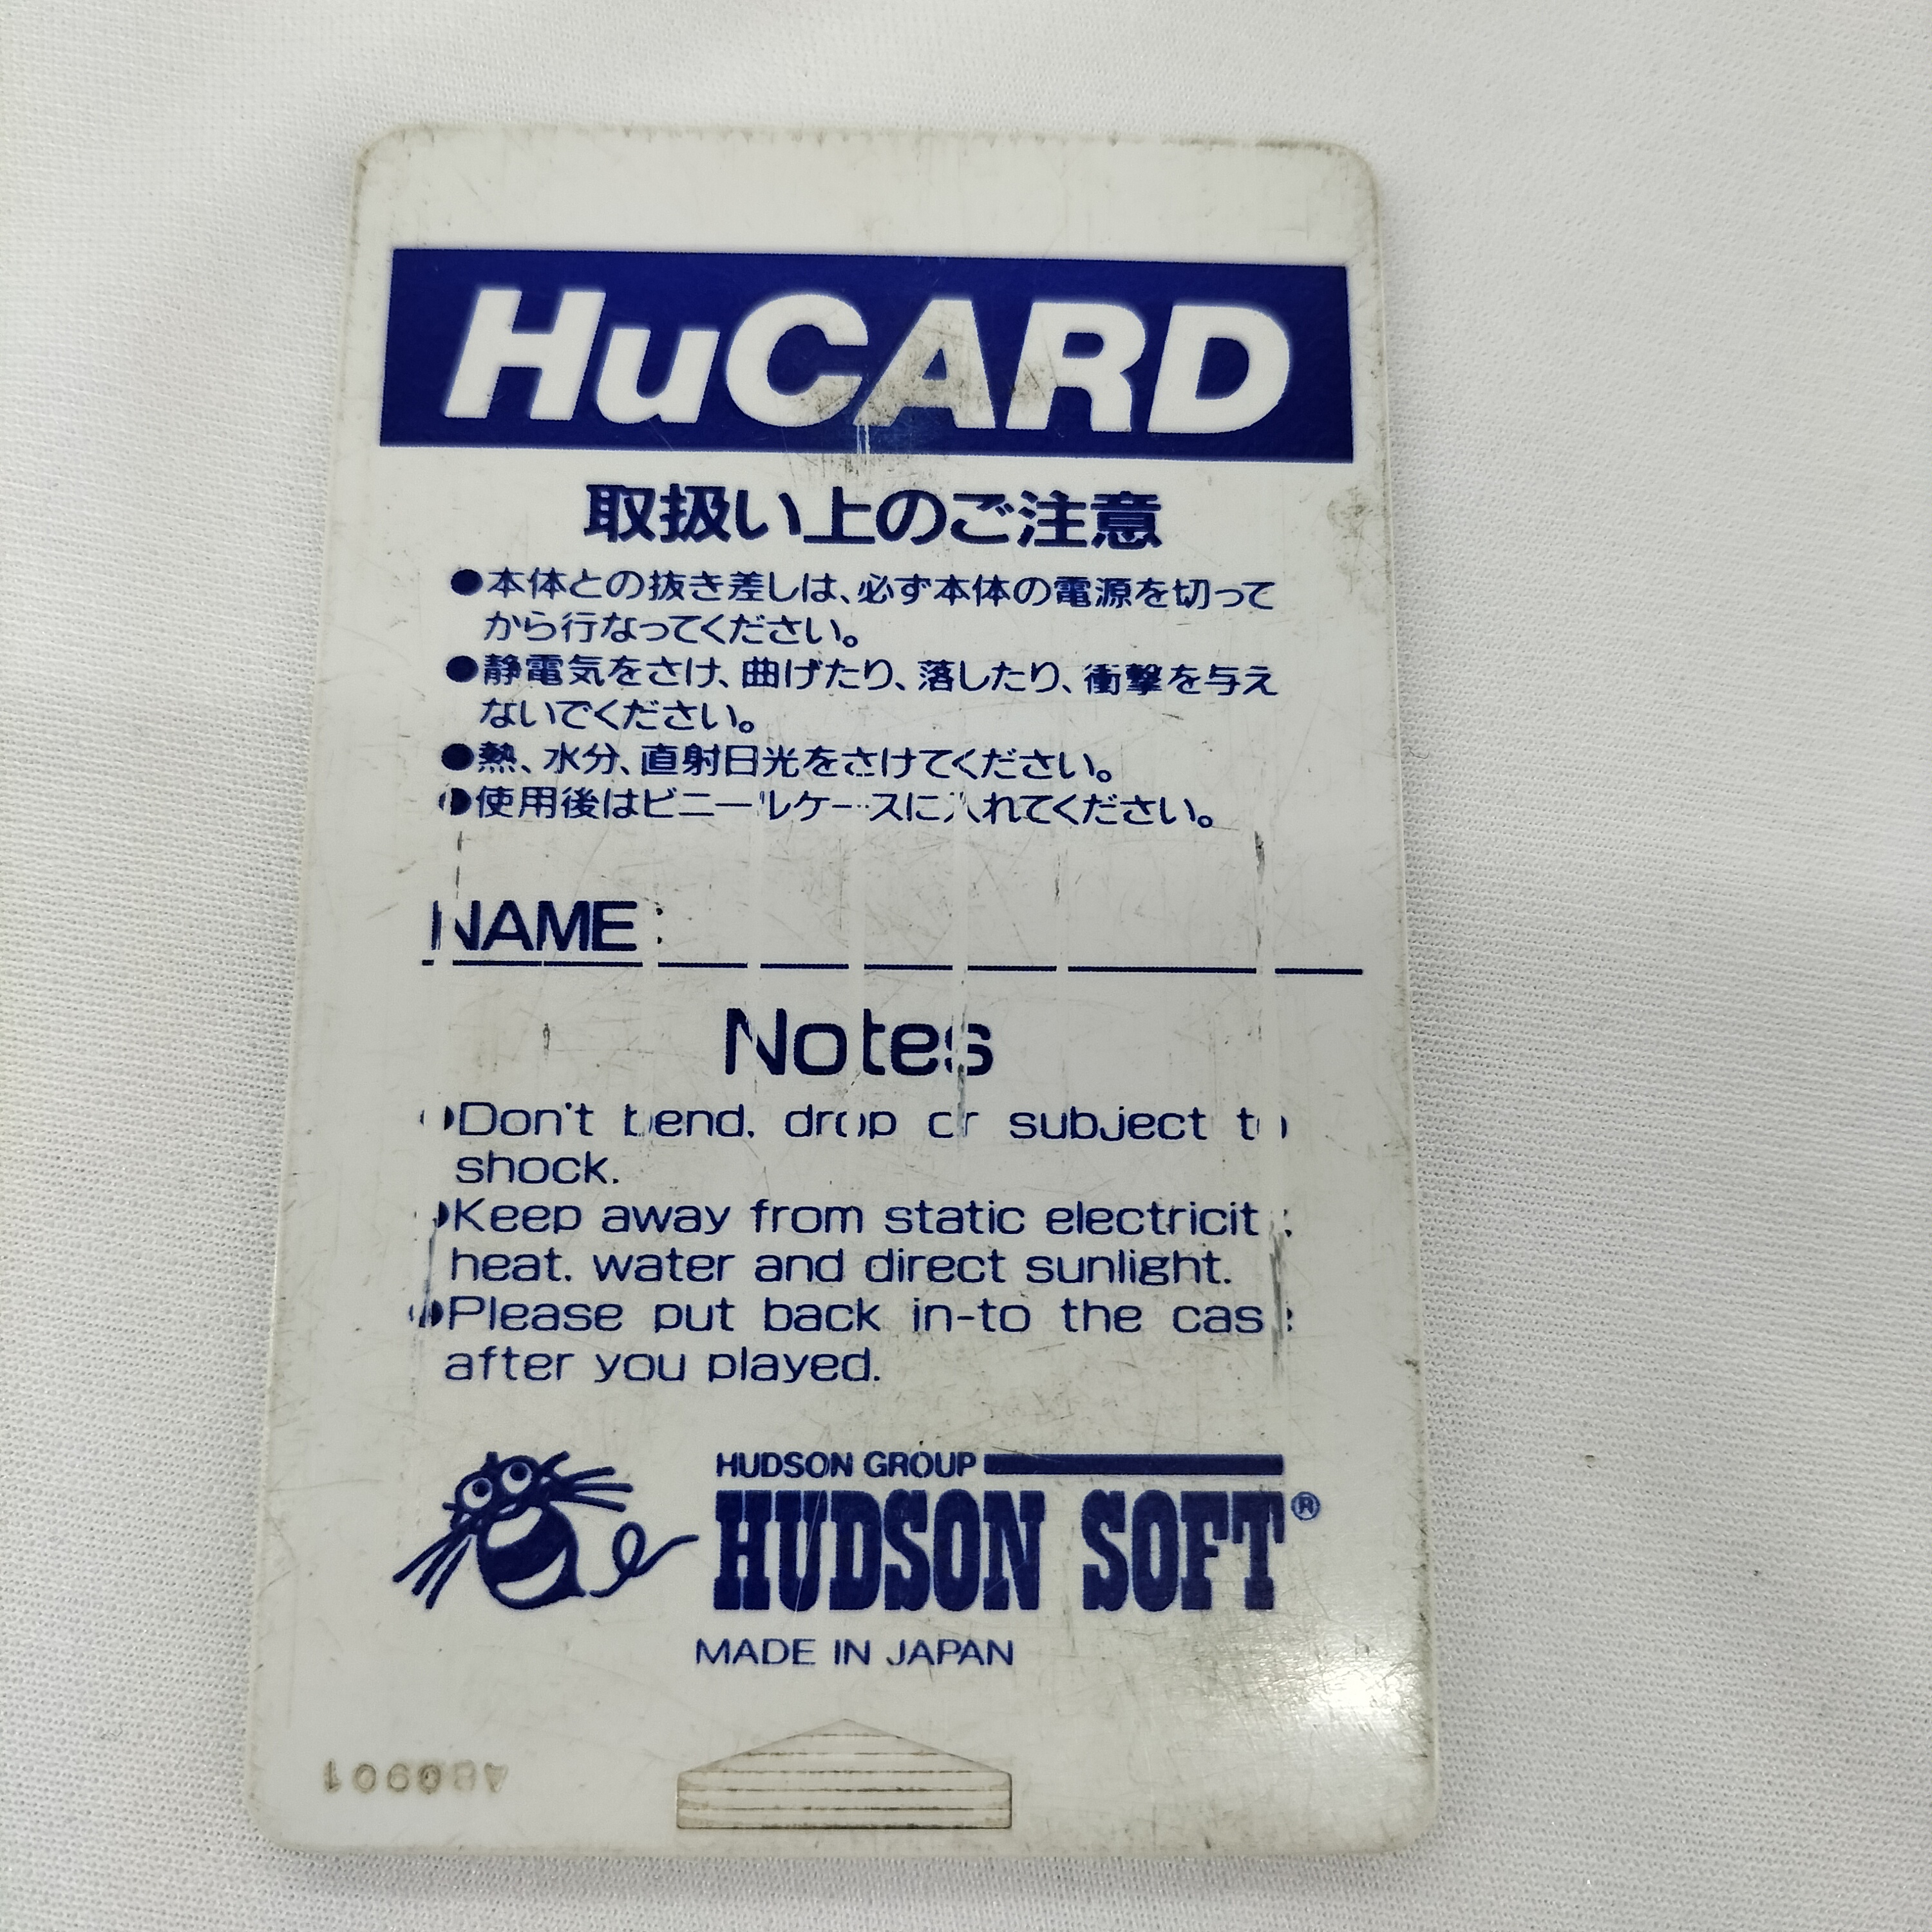 HuCARD
取扱い上のご注意
●本体との抜き差しは、必ず本体の電源を切って
から行なってください。
●静電気をさけ、曲げたり、落したり、衝撃を与え
ないでください。
●熱、水分、直射日光をさけてください。
●使用後はビニールケースに入れてください。
NAME:
Notes
●Don't bend, drop or subject to
shock.
●Keep away from static electricity,
heat, water and direct sunlight.
●Please put back in-to the case
after you played.
HUDSON GROUP
HUDSON SOFT®
MADE IN JAPAN